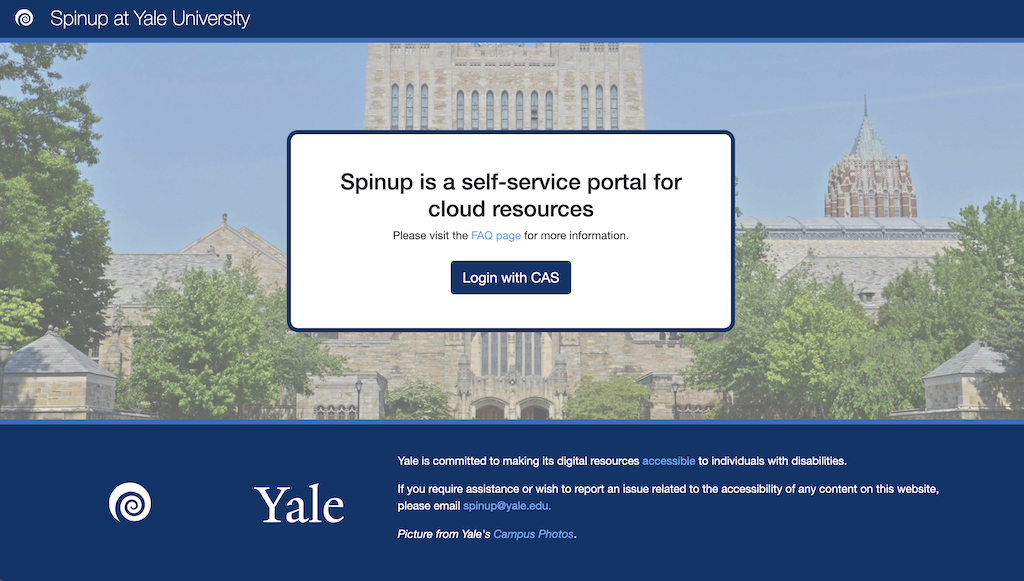 Spinup at Yale University
Spinup is a self-service portal for
cloud resources
Please visit the FAQ page for more information.
Login with CAS
Yale
Yale is committed to making its digital resources accessible to individuals with disabilities.
If you require assistance or wish to report an issue related to the accessibility of any content on this website,
please email spinup@yale.edu.
Picture from Yale's Campus Photos.